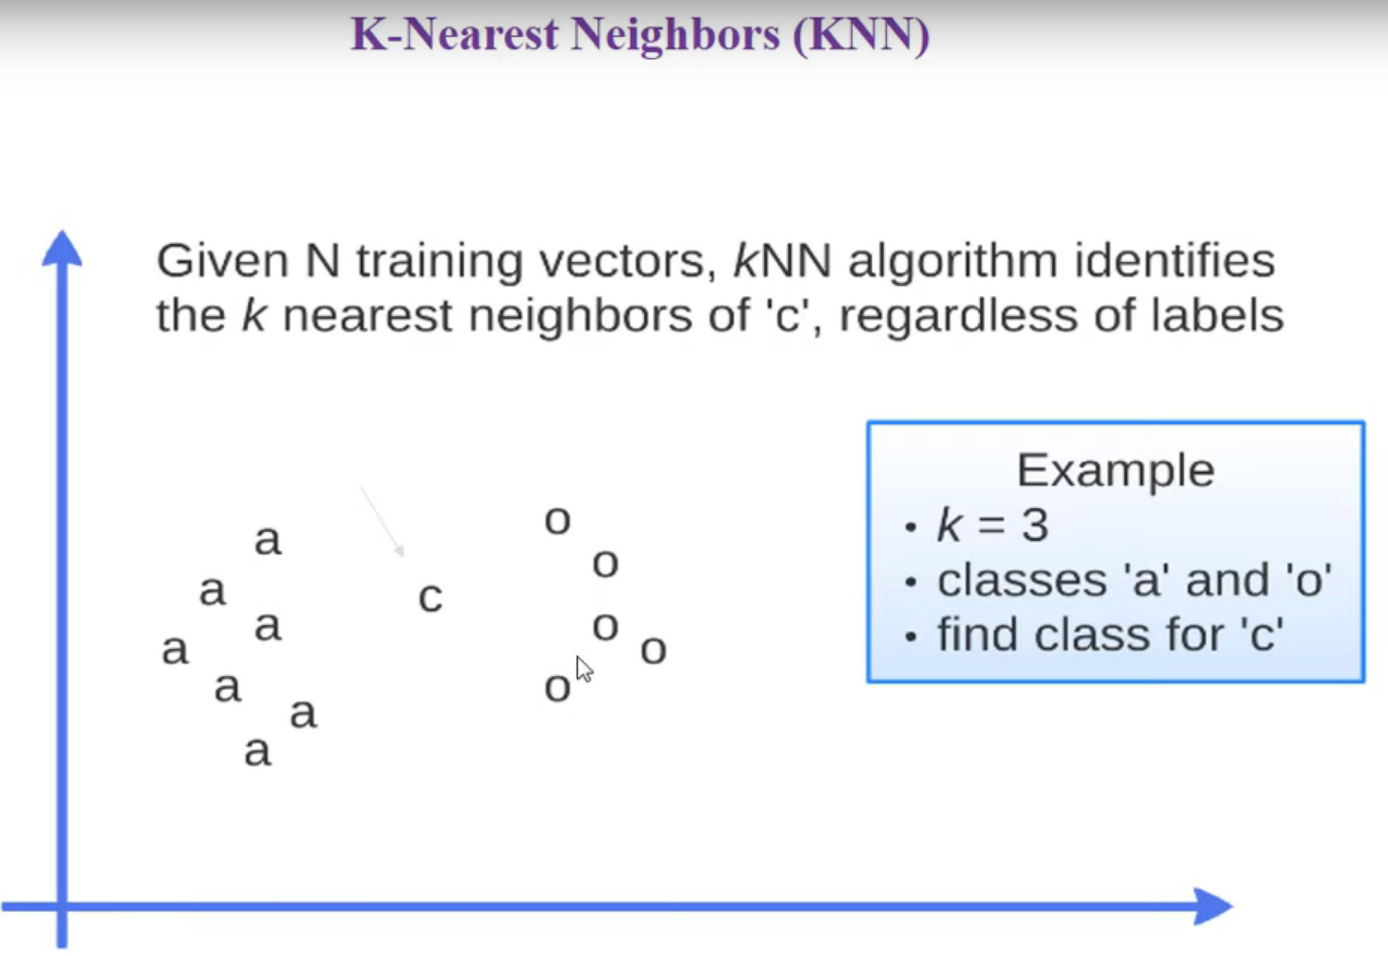 K-Nearest Neighbors (KNN)
Given N training vectors, kNN algorithm identifies
the k nearest neighbors of 'c', regardless of labels
Example
• k = 3
• classes 'a' and 'o'
• find class for 'c'
o
a
o
a
c
a
o
a
o
a
o
a
a